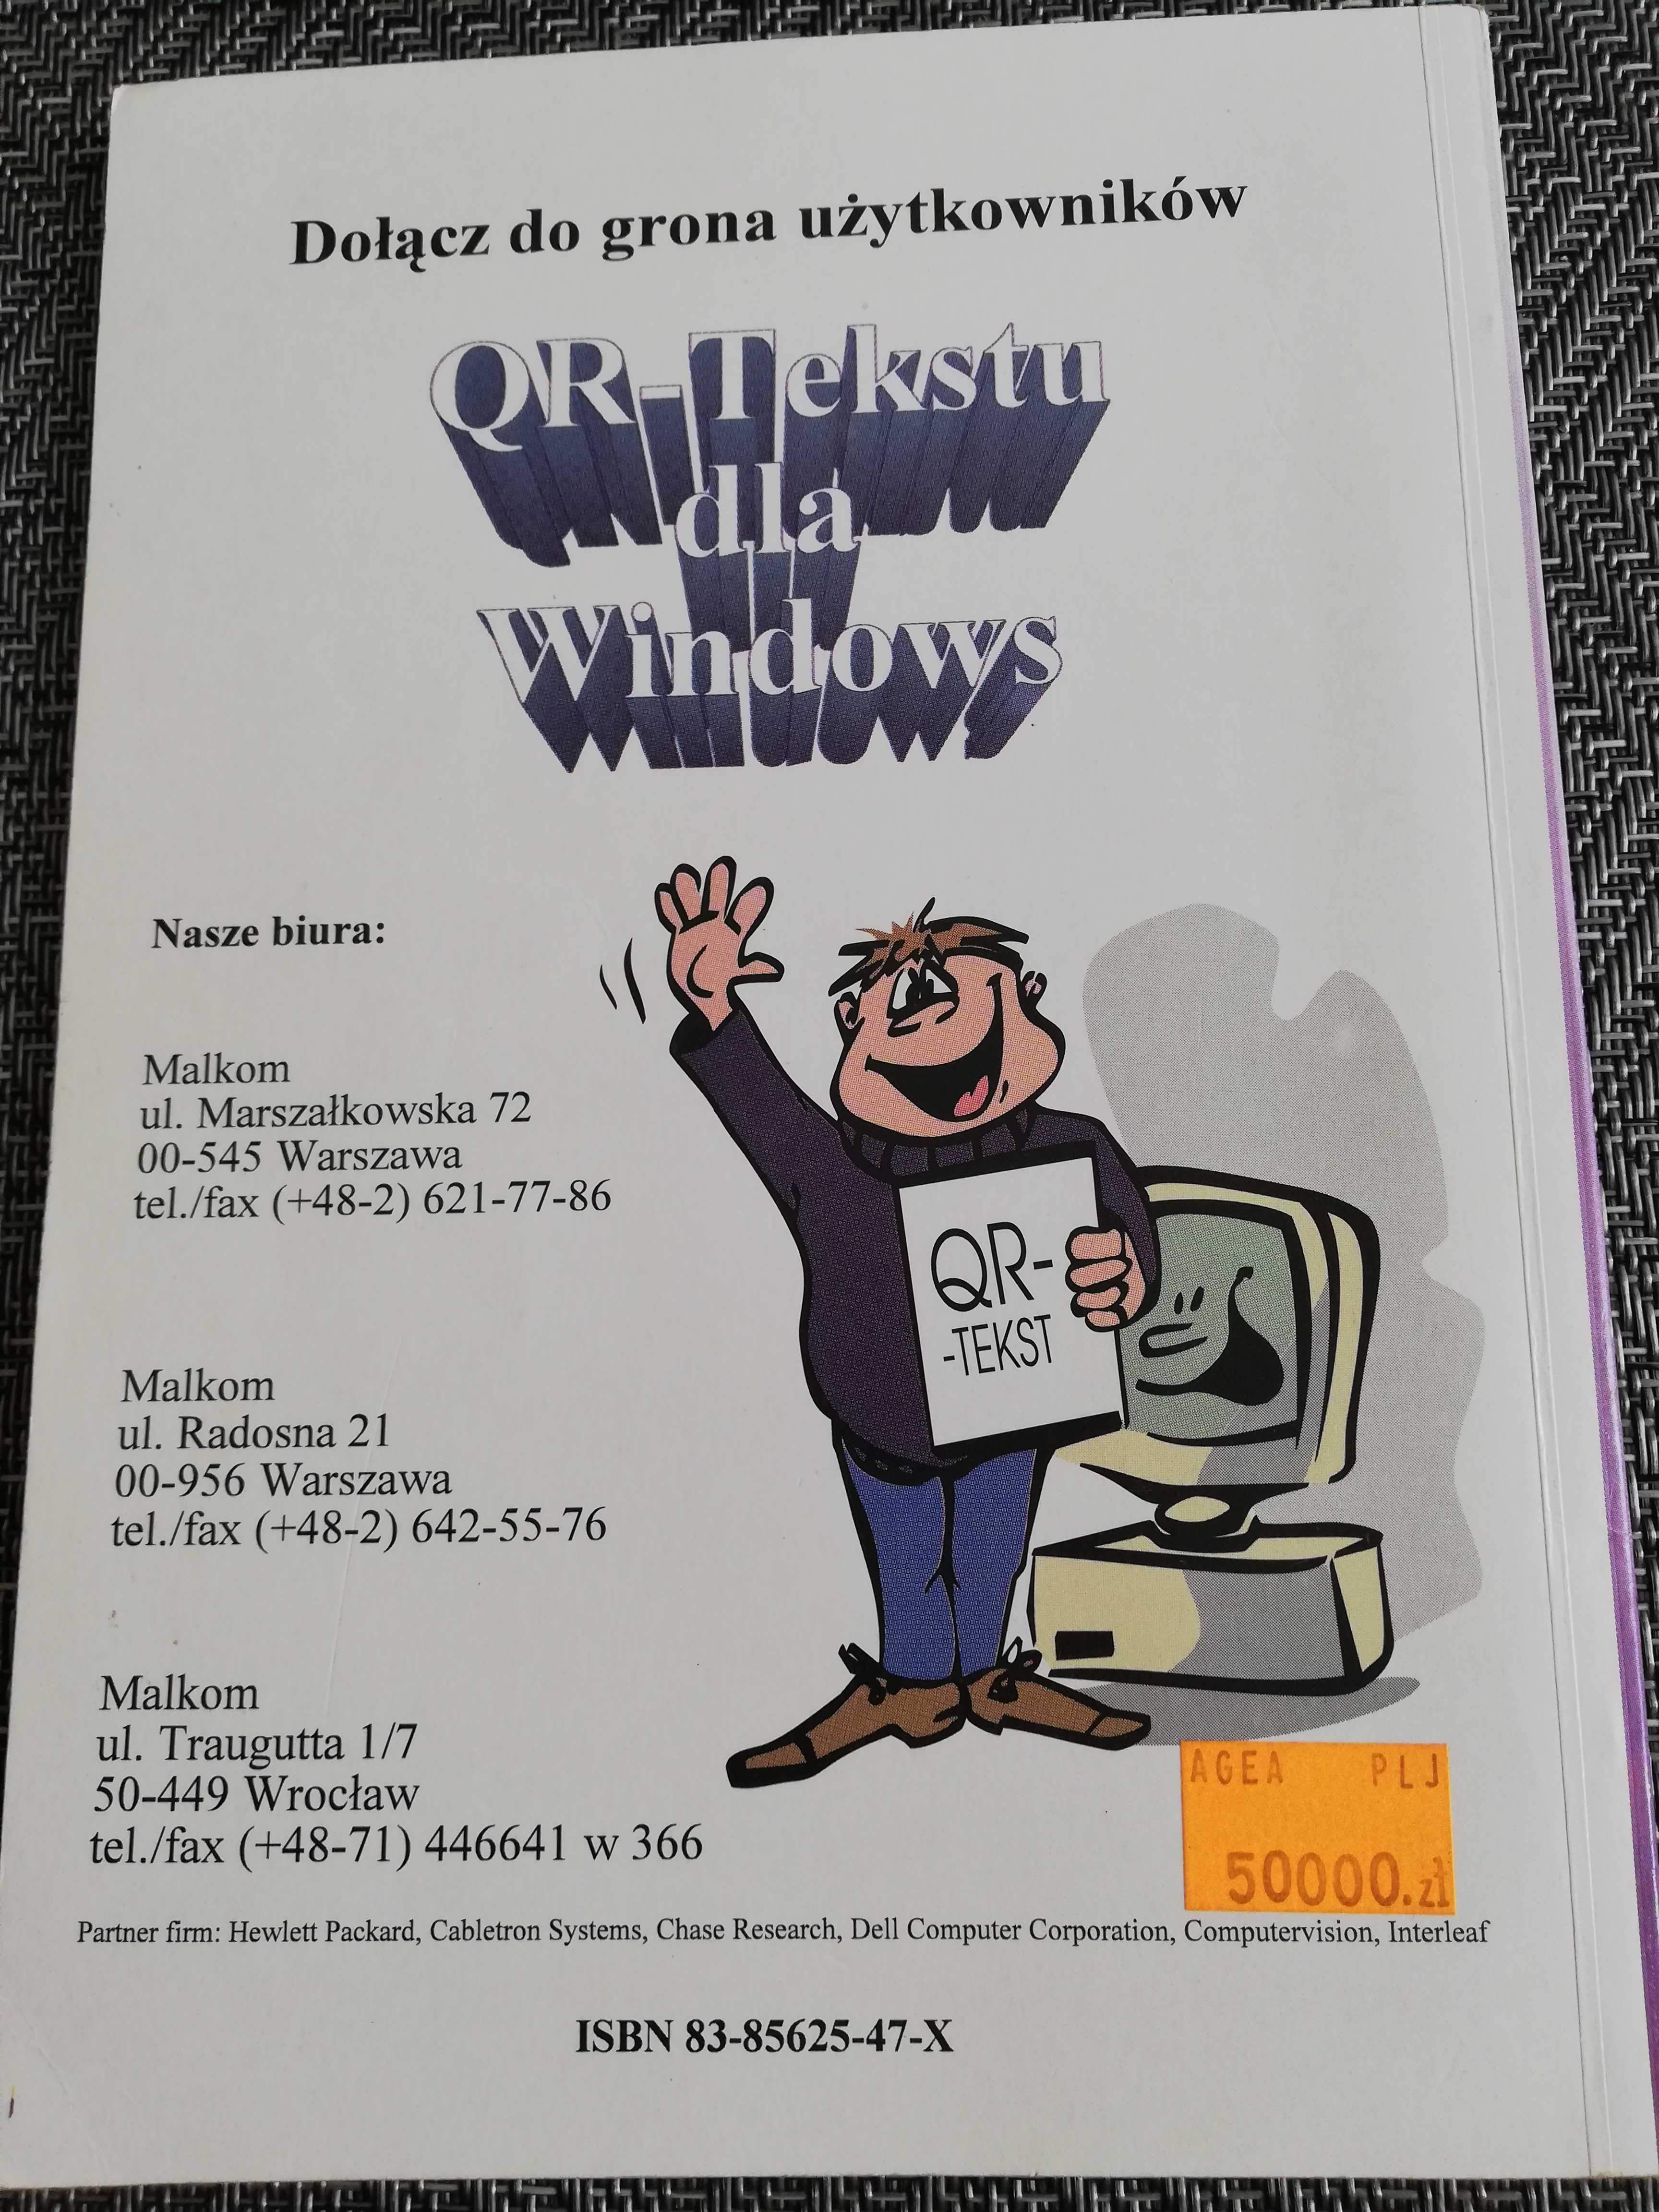 Dołącz do grona użytkowników
QR-Tekstu
dla
Windows
Nasze biura:
Malkom
ul. Marszałkowska 72
00-545 Warszawa
tel./fax (+48-2) 621-77-86
QR-
-TEKST
Malkom
ul. Radosna 21
00-956 Warszawa
tel./fax (+48-2) 642-55-76
Malkom
ul. Traugutta 1/7
50-449 Wrocław
tel./fax (+48-71) 446641 w 366
AGEA PLJ
50000.zł
Partner firm: Hewlett Packard, Cabletron Systems, Chase Research, Dell Computer Corporation, Computervision, Interleaf
ISBN 83-85625-47-X